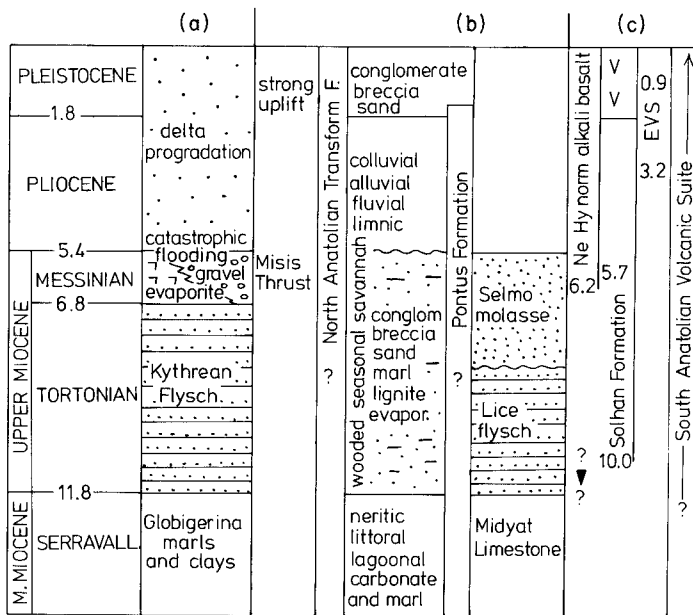 (a)
(b)
(c)
PLEISTOCENE
1.8
PLIOCENE
5.4
MESSINIAN
6.8
UPPER MIOCENE
TORTONIAN
11.8
M. MIOCENE
SERRAVALL.
delta
progradation
catastrophic
flooding
gravel
evaporite
Kythrean
Flysch
Globigerina
marls
and clays
strong
uplift
Misis
Thrust
North Anatolian Transform F.
?
conglomerate
breccia
sand
colluvial
alluvial
fluvial
limnic
wooded seasonal savannah
conglom
breccia
sand
marl
lignite
evapor.
neritic
littoral
lagoonal
carbonate
and marl
Pontus Formation
?
Selmo
molasse
Lice
flysch
Midyat
Limestone
Ne Hy norm alkali basalt
6.2
?
?
V
V
5.7
Solhan Formation
10.0
0.9
EVS
3.2
South Anatolian Volcanic Suite
?